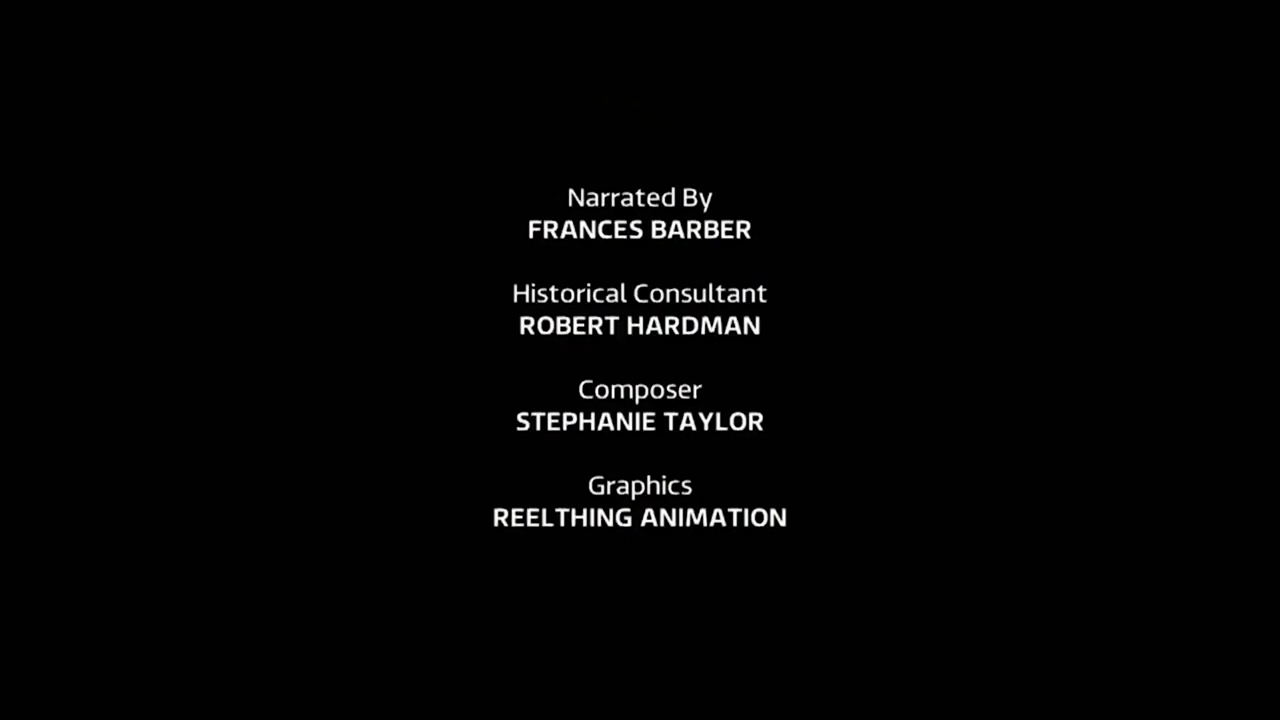 Narrated By
FRANCES BARBER
Historical Consultant
ROBERT HARDMAN
Composer
STEPHANIE TAYLOR
Graphics
REELTHING ANIMATION